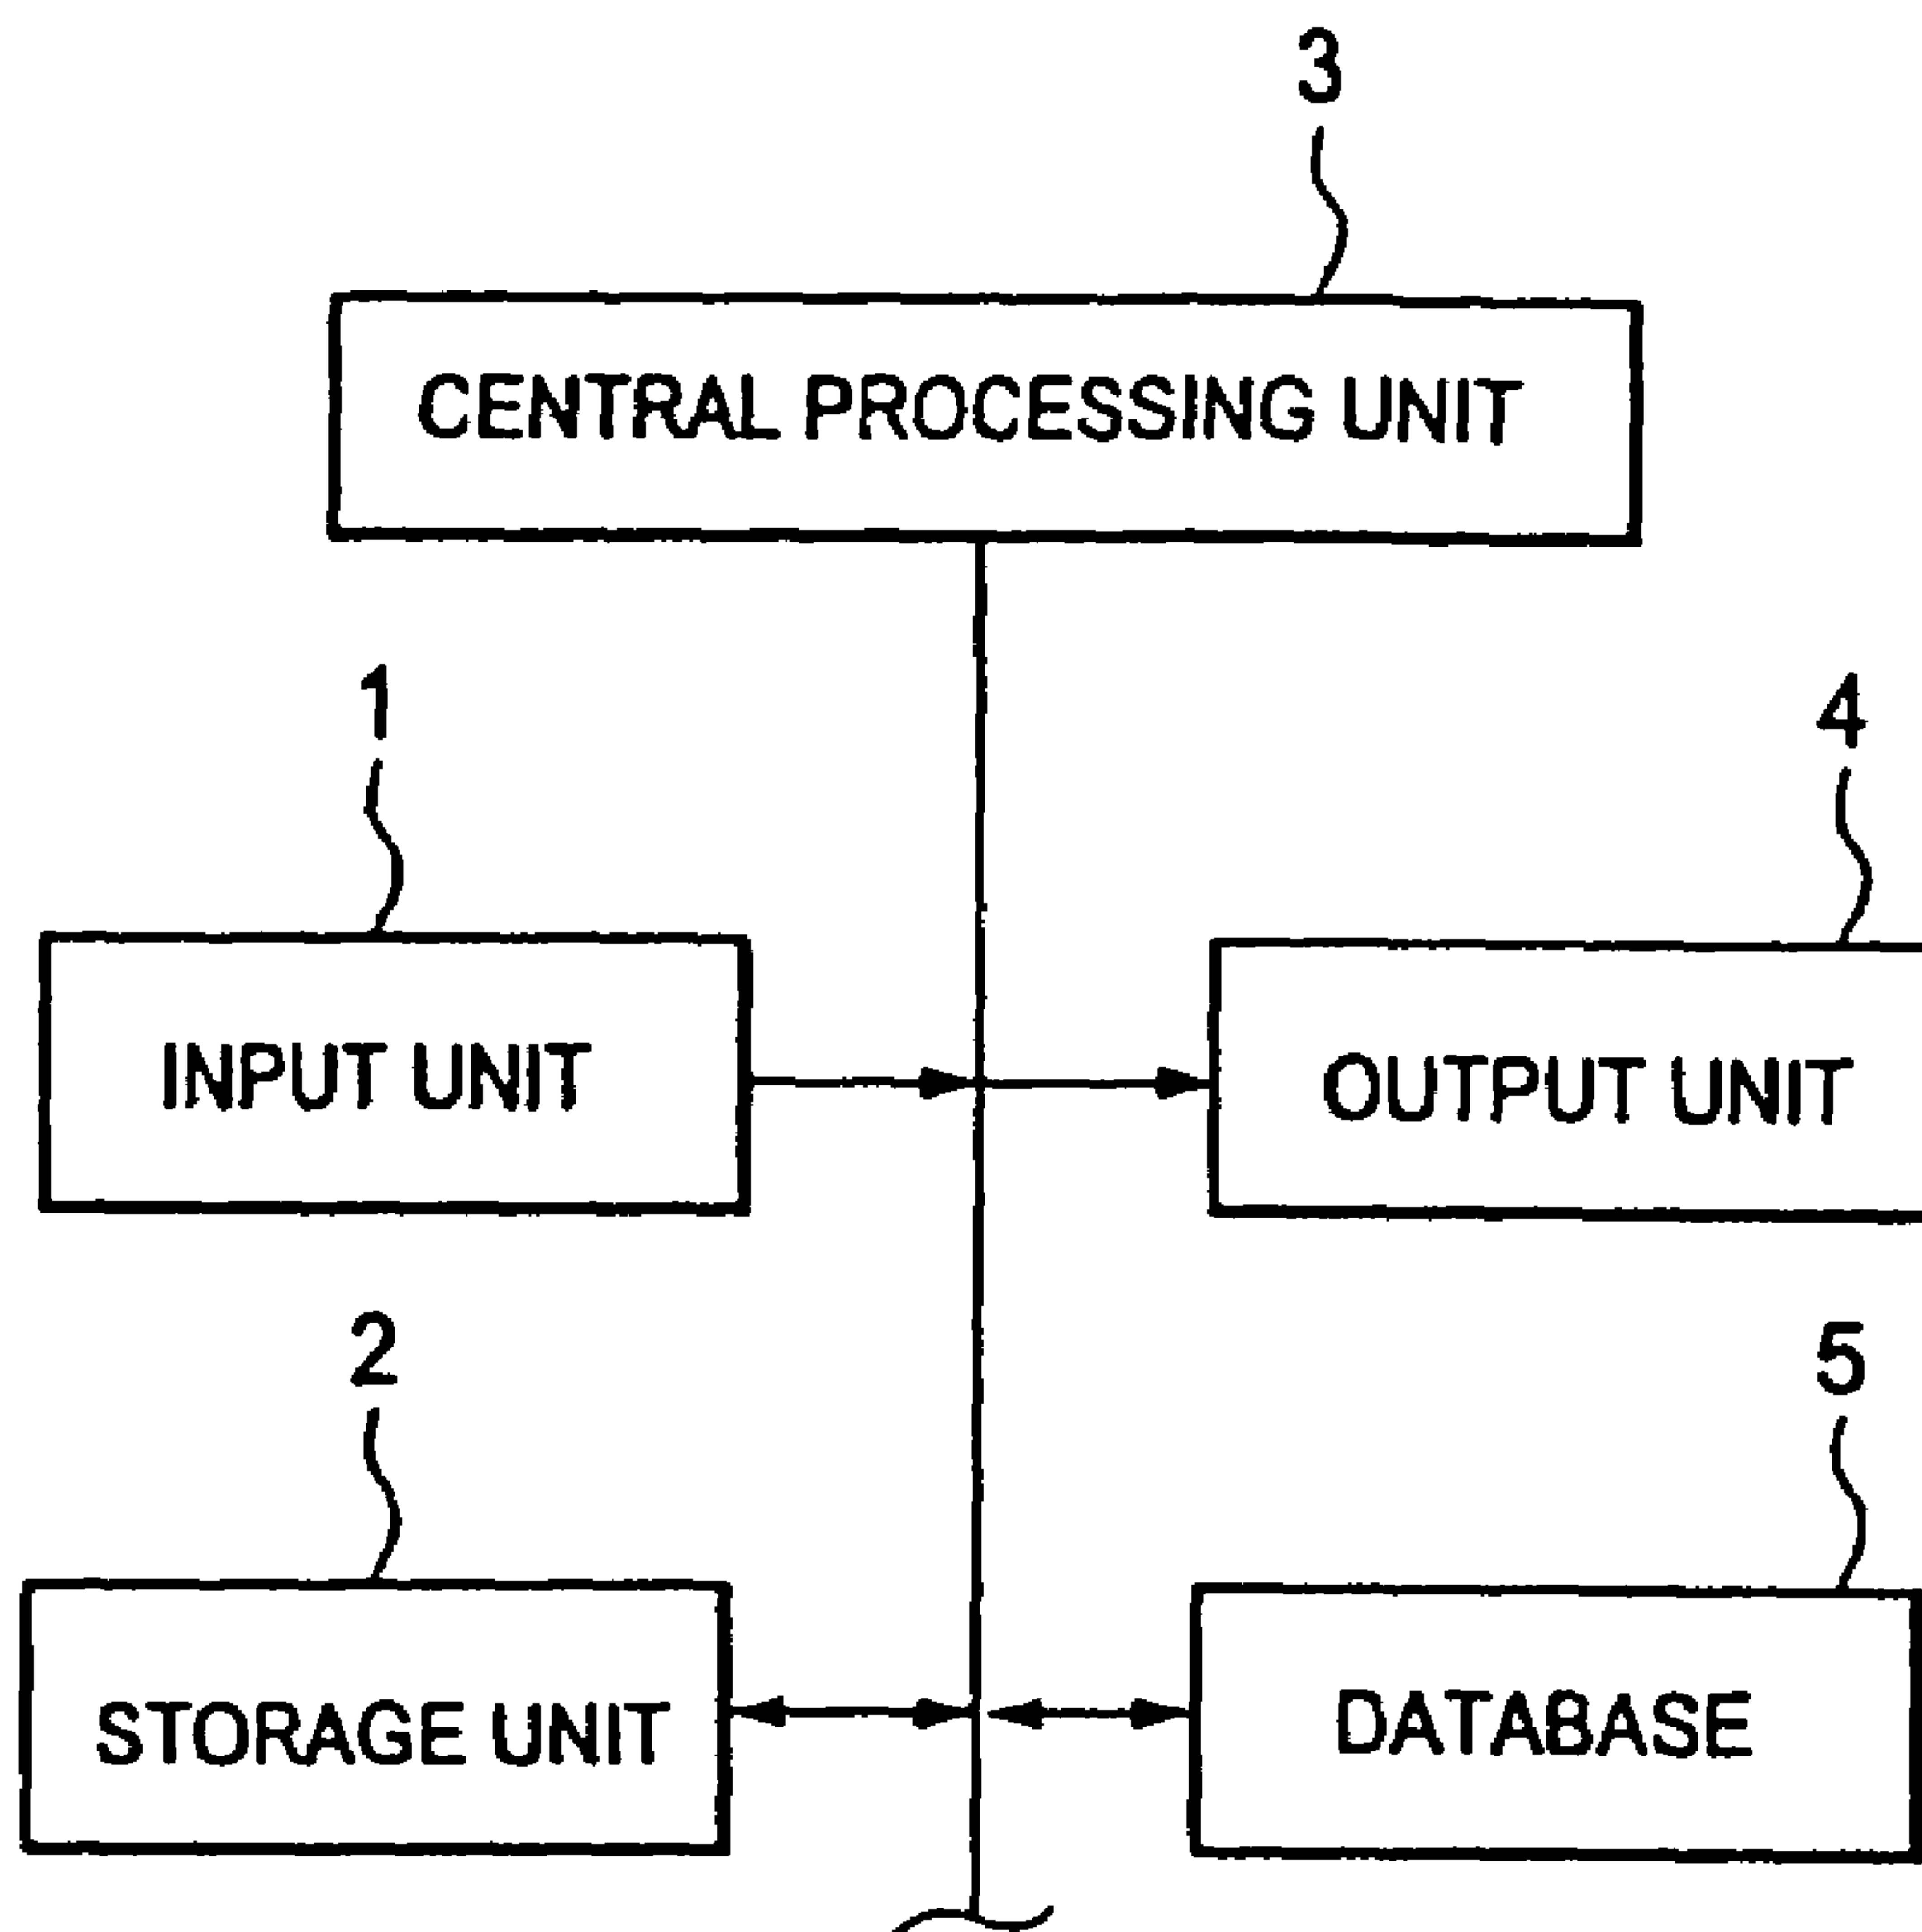 3
CENTRAL PROCESSING UNIT
1
4
INPUT UNIT
OUTPUT UNIT
2
5
STORAGE UNIT
DATABASE